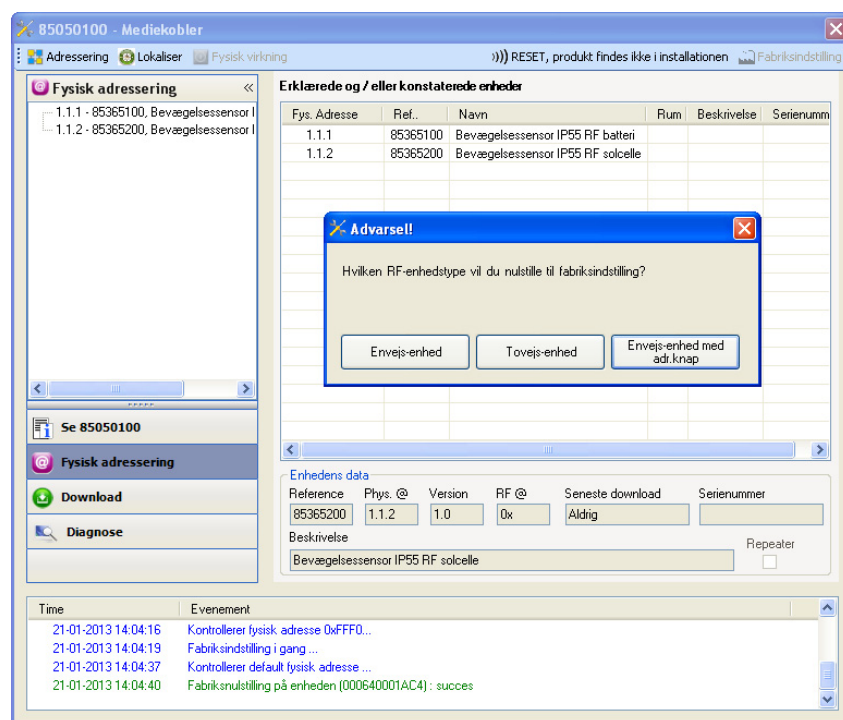 85050100 - Mediekobler
Adressering Lokaliser Fysisk virkning RESET, produkt findes ikke i installationen Fabriksindstilling
Fysisk adressering
1.1.1 - 85365100, Bevægelsessensor I
1.1.2 - 85365200, Bevægelsessensor I
Erklærede og / eller konstaterede enheder
Fys. Adresse Ref.. Navn Rum Beskrivelse Serienumm
1.1.1 85365100 Bevægelsessensor IP55 RF batteri
1.1.2 85365200 Bevægelsessensor IP55 RF solcelle
Advarsel!
Hvilken RF-enhedstype vil du nulstille til fabriksindstilling?
Envejs-enhed
Tovejs-enhed
Envejs-enhed med
adr.knap
Se 85050100
Fysisk adressering
Download
Diagnose
Enhedens data
Reference Phys. @ Version RF @ Seneste download Serienummer
85365200 1.1.2 1.0 0x Aldrig
Beskrivelse
Repeater
Bevægelsessensor IP55 RF solcelle
Time Evenement
21-01-2013 14:04:16 Kontrollerer fysisk adresse 0xFFF0...
21-01-2013 14:04:19 Fabriksindstilling i gang ...
21-01-2013 14:04:37 Kontrollerer default fysisk adresse ...
21-01-2013 14:04:40 Fabriksnulstilling på enheden (000640001AC4) : succes